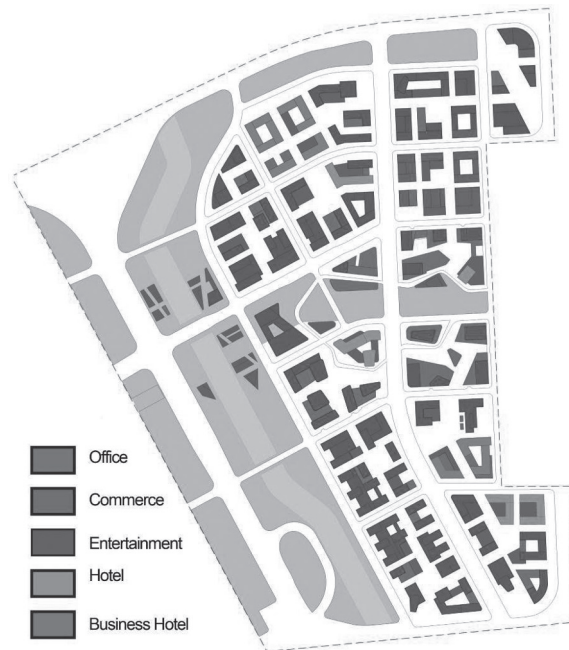 Office
Commerce
Entertainment
Hotel
Business Hotel